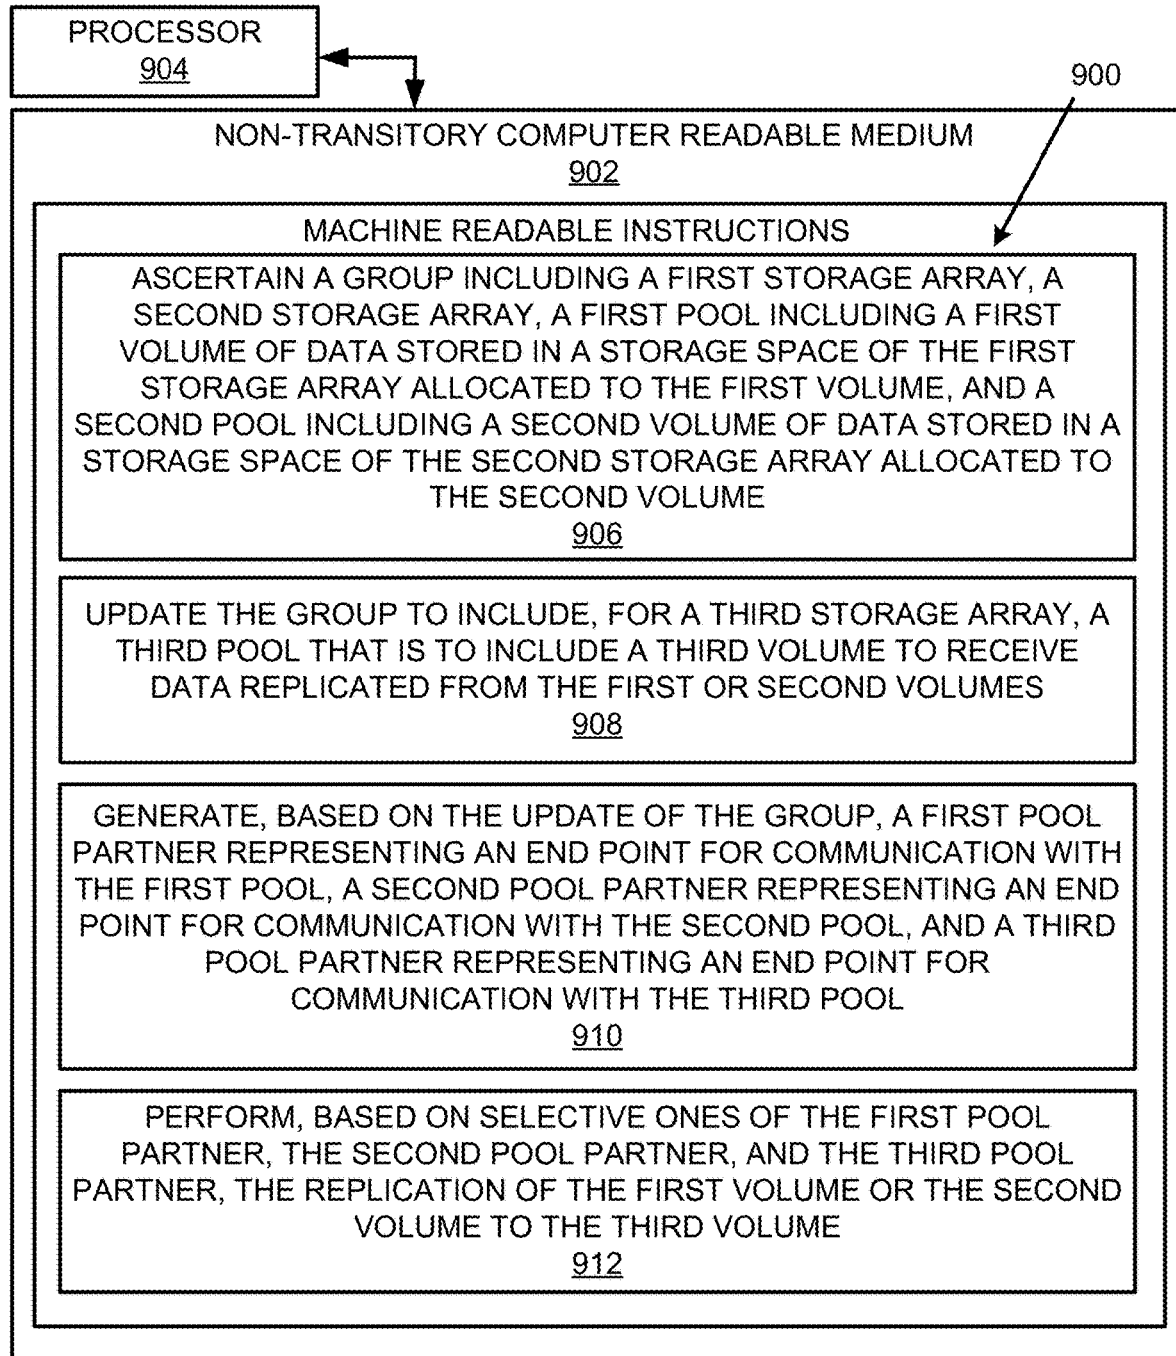 PROCESSOR
904
900
NON-TRANSITORY COMPUTER READABLE MEDIUM
902
MACHINE READABLE INSTRUCTIONS
ASCERTAIN A GROUP INCLUDING A FIRST STORAGE ARRAY, A
SECOND STORAGE ARRAY, A FIRST POOL INCLUDING A FIRST
VOLUME OF DATA STORED IN A STORAGE SPACE OF THE FIRST
STORAGE ARRAY ALLOCATED TO THE FIRST VOLUME, AND A
SECOND POOL INCLUDING A SECOND VOLUME OF DATA STORED IN A
STORAGE SPACE OF THE SECOND STORAGE ARRAY ALLOCATED TO
THE SECOND VOLUME
906
UPDATE THE GROUP TO INCLUDE, FOR A THIRD STORAGE ARRAY, A
THIRD POOL THAT IS TO INCLUDE A THIRD VOLUME TO RECEIVE
DATA REPLICATED FROM THE FIRST OR SECOND VOLUMES
908
GENERATE, BASED ON THE UPDATE OF THE GROUP, A FIRST POOL
PARTNER REPRESENTING AN END POINT FOR COMMUNICATION WITH
THE FIRST POOL, A SECOND POOL PARTNER REPRESENTING AN END
POINT FOR COMMUNICATION WITH THE SECOND POOL, AND A THIRD
POOL PARTNER REPRESENTING AN END POINT FOR
COMMUNICATION WITH THE THIRD POOL
910
PERFORM, BASED ON SELECTIVE ONES OF THE FIRST POOL
PARTNER, THE SECOND POOL PARTNER, AND THE THIRD POOL
PARTNER, THE REPLICATION OF THE FIRST VOLUME OR THE SECOND
VOLUME TO THE THIRD VOLUME
912